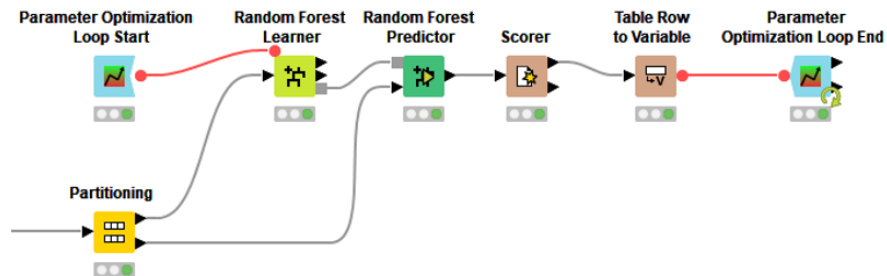 Parameter Optimization
Loop Start
Random Forest
Learner
Random Forest
Predictor
Scorer
Table Row
to Variable
Parameter
Optimization Loop End
V
Partitioning